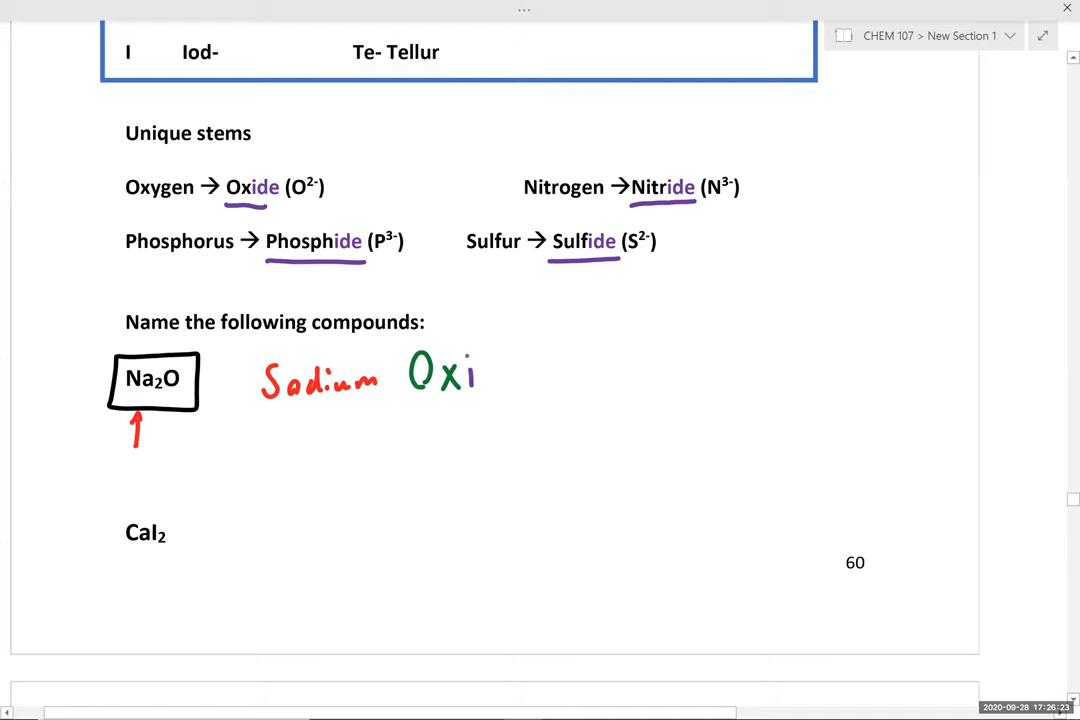 CHEM 107 > New Section 1
I Iod- Te- Tellur
Unique stems
Oxygen → Oxide (O²⁻) Nitrogen →Nitride (N³⁻)
Phosphorus → Phosphide (P³⁻) Sulfur → Sulfide (S²⁻)
Name the following compounds:
Na₂O Sodium Oxi
CaI₂
60
2020-09-28 17:26:23